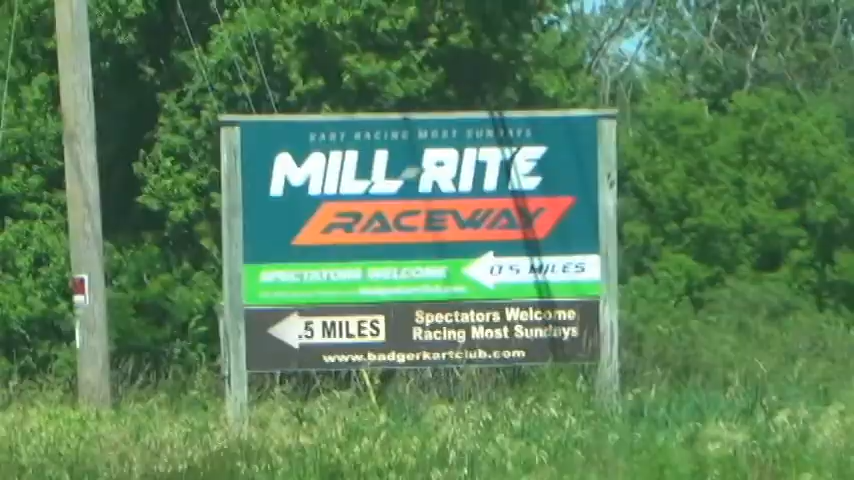 KART RACING MOST SUNDAYS
MILL-RITE
RACEWAY
SPECTATORS WELCOME
0.5 MILES
.5 MILES
Spectators Welcome
Racing Most Sundays
www.badgerkartclub.com